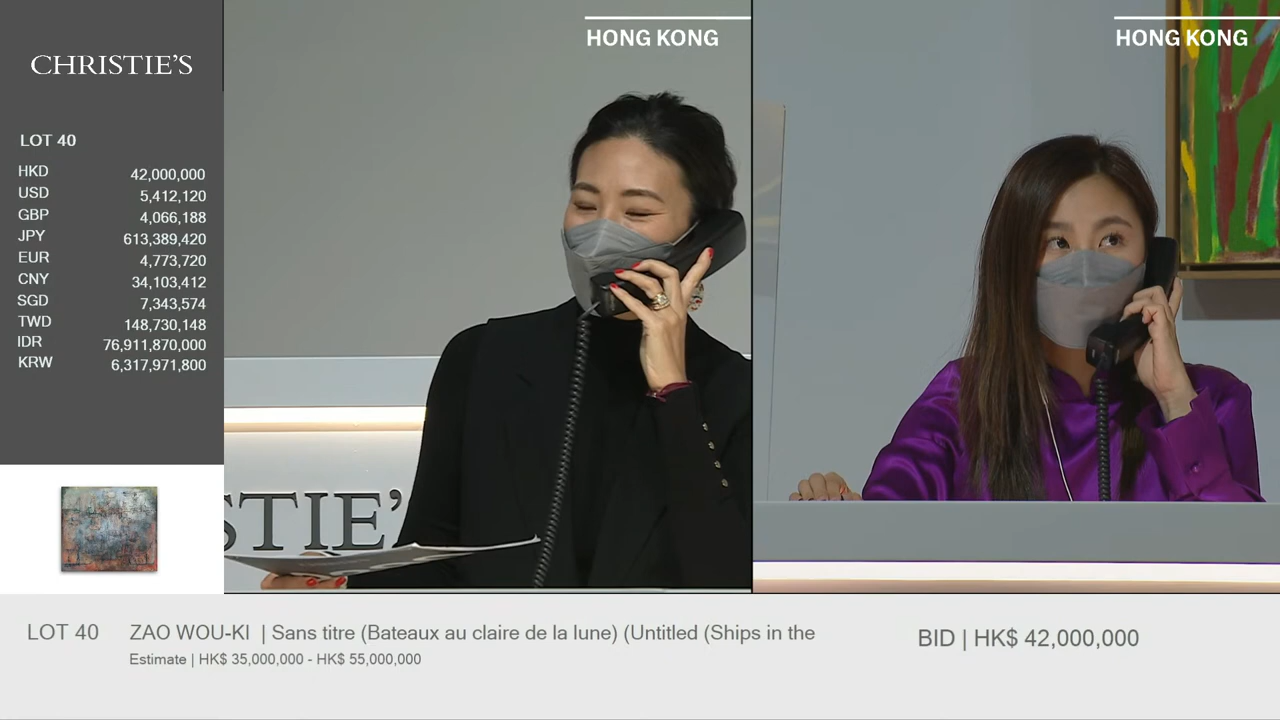 CHRISTIE'S
LOT 40
HKD 42,000,000
USD 5,412,120
GBP 4,066,188
JPY 613,389,420
EUR 4,773,720
CNY 34,103,412
SGD 7,343,574
TWD 148,730,148
IDR 76,911,870,000
KRW 6,317,971,800
HONG KONG
HONG KONG
STIE'
LOT 40 ZAO WOU-KI | Sans titre (Bateaux au claire de la lune) (Untitled (Ships in the
Estimate | HK$ 35,000,000 - HK$ 55,000,000
BID | HK$ 42,000,000